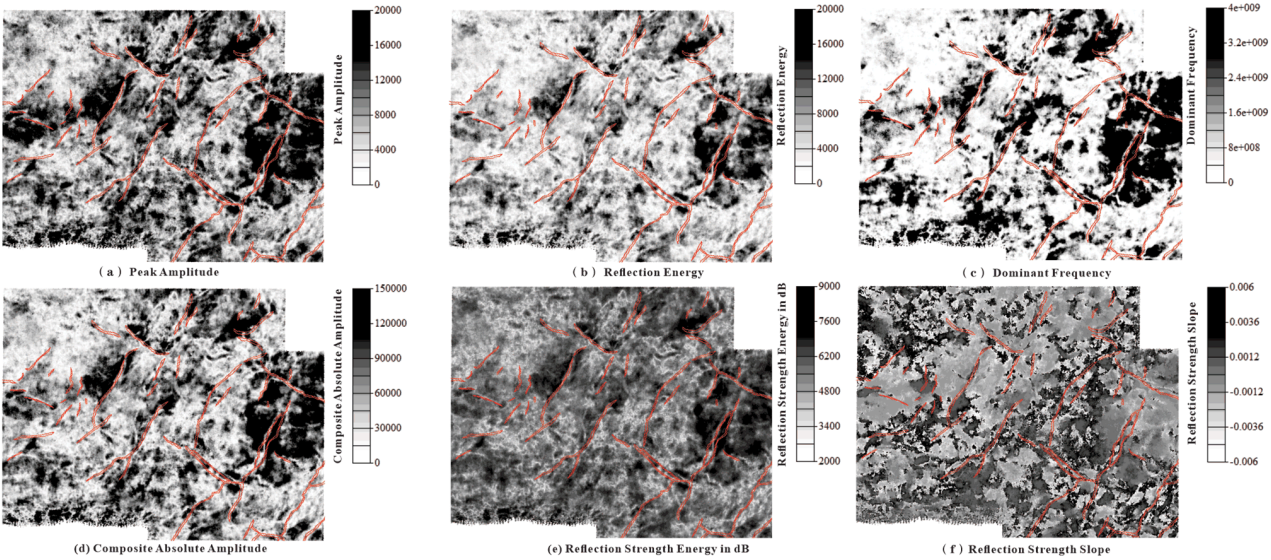 20000
16000
12000
8000
4000
0
Peak Amplitude
20000
16000
12000
8000
4000
0
Reflection Energy
4e+009
3.2e+009
2.4e+009
1.6e+009
8e+008
0
Dominant Frequency
( a ) Peak Amplitude
( b ) Reflection Energy
( c ) Dominant Frequency
150000
120000
90000
60000
30000
0
Composite Absolute Amplitude
9000
7600
6200
4800
3400
2000
Reflection Strength Energy in dB
0.006
0.0036
0.0012
-0.0012
-0.0036
-0.006
Reflection Strength Slope
(d) Composite Absolute Amplitude
(e) Reflection Strength Energy in dB
( f ) Reflection Strength Slope